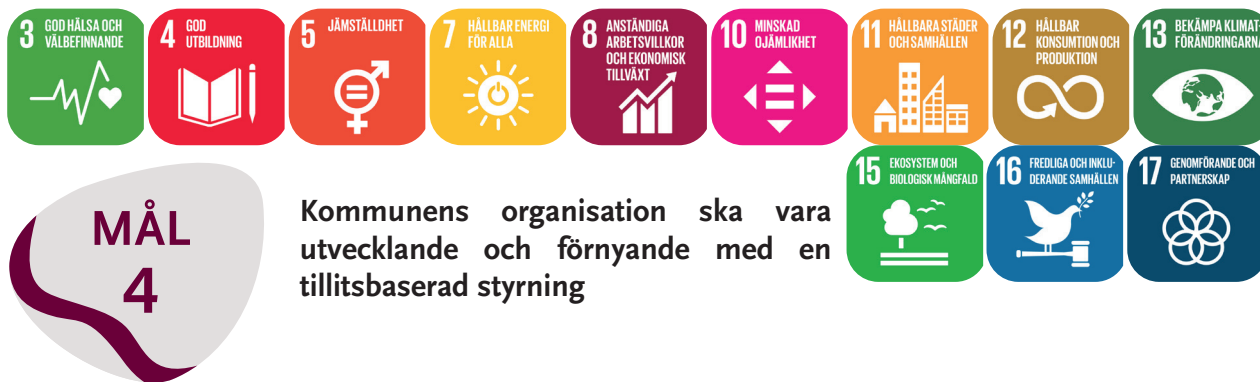 3 GOD HÄLSA OCH
VÄLBEFINNANDE
4 GOD
UTBILDNING
5 JÄMSTÄLLDHET
7 HÅLLBAR ENERGI
FÖR ALLA
8 ANSTÄNDIGA
ARBETSVILLKOR
OCH EKONOMISK
TILLVÄXT
10 MINSKAD
OJÄMLIKHET
11 HÅLLBARA STÄDER
OCH SAMHÄLLEN
12 HÅLLBAR
KONSUMTION OCH
PRODUKTION
13 BEKÄMPA KLIMAT-
FÖRÄNDRINGARNA
15 EKOSYSTEM OCH
BIOLOGISK MÅNGFALD
16 FREDLIGA OCH INKLU-
DERANDE SAMHÄLLEN
17 GENOMFÖRANDE OCH
PARTNERSKAP
MÅL
4
Kommunens organisation ska vara
utvecklande och förnyande med en
tillitsbaserad styrning